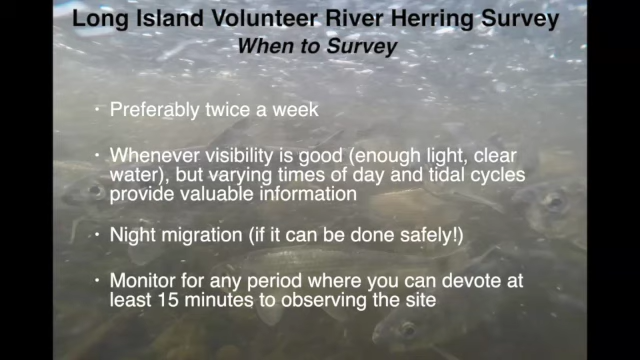 Long Island Volunteer River Herring Survey
When to Survey
• Preferably twice a week
• Whenever visibility is good (enough light, clear
water), but varying times of day and tidal cycles
provide valuable information
• Night migration (if it can be done safely!)
• Monitor for any period where you can devote at
least 15 minutes to observing the site